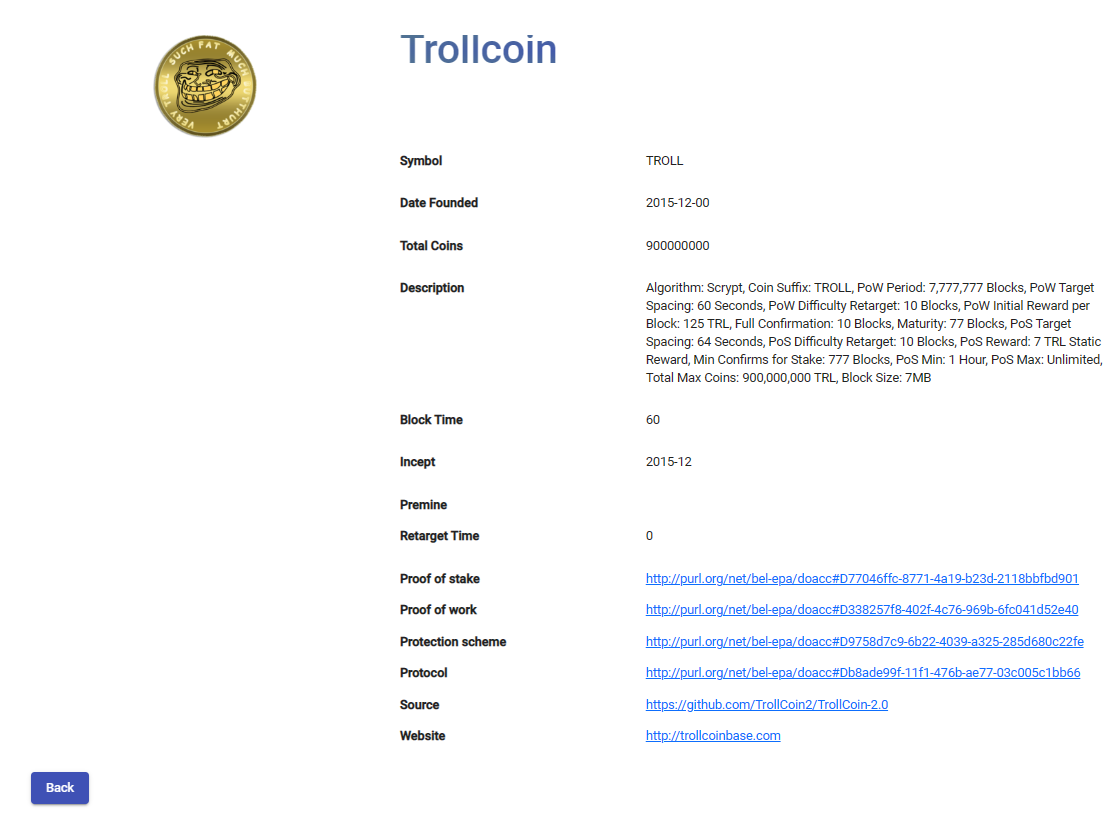 VERY TROLL SUCH FAT MUCH BUTTHURT
Trollcoin
Symbol TROLL
Date Founded 2015-12-00
Total Coins 900000000
Description Algorithm: Scrypt, Coin Suffix: TROLL, PoW Period: 7,777,777 Blocks, PoW Target
Spacing: 60 Seconds, PoW Difficulty Retarget: 10 Blocks, PoW Initial Reward per
Block: 125 TRL, Full Confirmation: 10 Blocks, Maturity: 77 Blocks, PoS Target
Spacing: 64 Seconds, PoS Difficulty Retarget: 10 Blocks, PoS Reward: 7 TRL Static
Reward, Min Confirms for Stake: 777 Blocks, PoS Min: 1 Hour, PoS Max: Unlimited,
Total Max Coins: 900,000,000 TRL, Block Size: 7MB
Block Time 60
Incept 2015-12
Premine
Retarget Time 0
Proof of stake http://purl.org/net/bel-epa/doacc#D77046ffc-8771-4a19-b23d-2118bbfbd901
Proof of work http://purl.org/net/bel-epa/doacc#D338257f8-402f-4c76-969b-6fc041d52e40
Protection scheme http://purl.org/net/bel-epa/doacc#D9758d7c9-6b22-4039-a325-285d680c22fe
Protocol http://purl.org/net/bel-epa/doacc#Db8ade99f-11f1-476b-ae77-03c005c1bb66
Source https://github.com/TrollCoin2/TrollCoin-2.0
Website http://trollcoinbase.com
Back